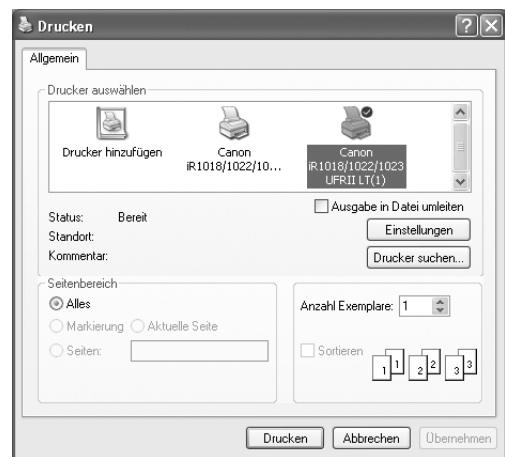 Drucken
Allgemein
Drucker auswählen
Drucker hinzufügen
Canon
iR1018/1022/10...
Canon
iR1018/1022/1023
UFRII LT(1)
Status: Bereit
Standort:
Kommentar:
Ausgabe in Datei umleiten
Einstellungen
Drucker suchen...
Seitenbereich
Alles
Markierung Aktuelle Seite
Seiten:
Anzahl Exemplare: 1
Sortieren
1 1 2 2 3 3
Drucken Abbrechen Übernehmen